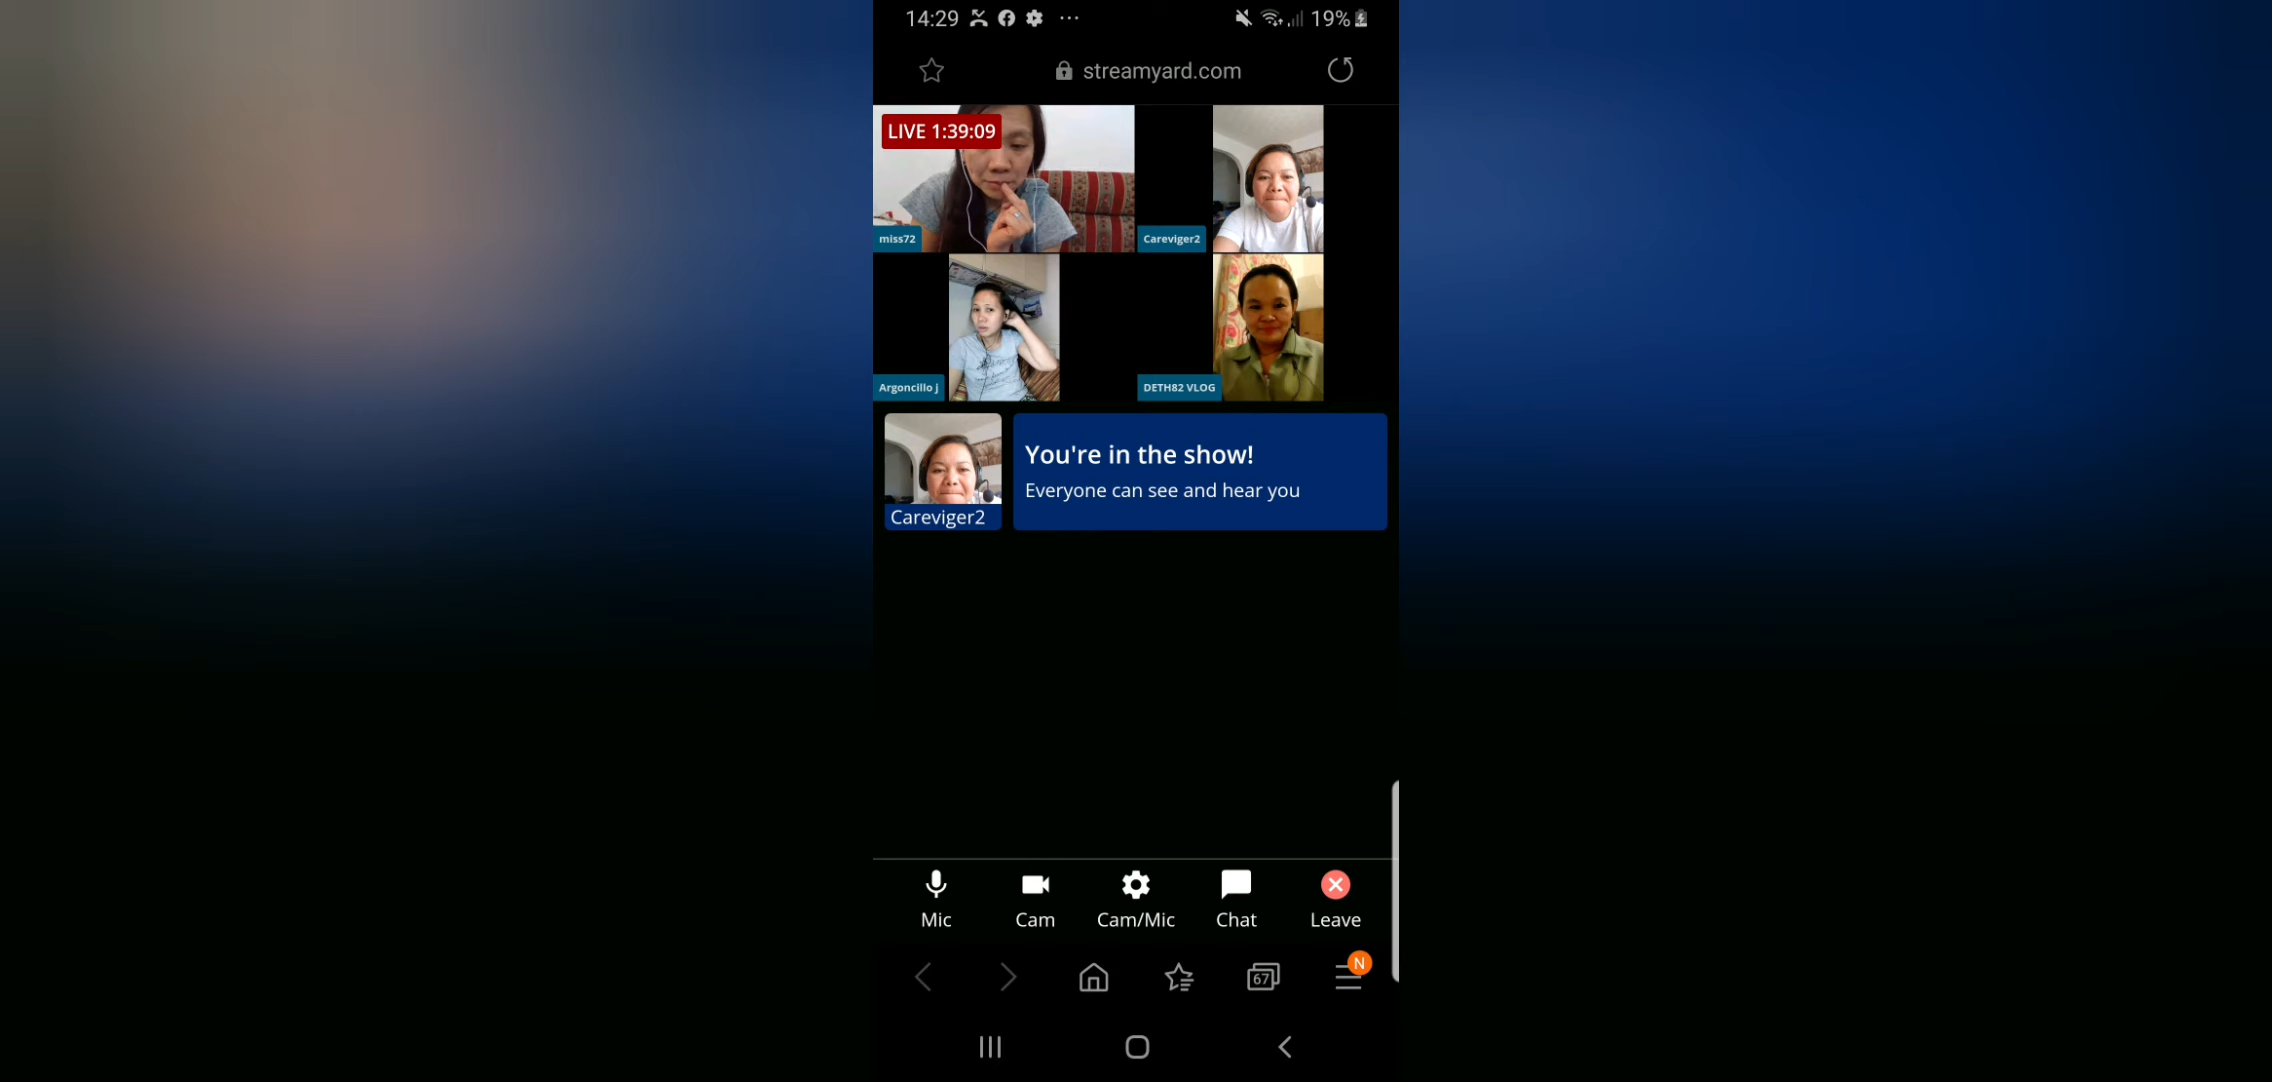 14:29 ... 19%
streamyard.com
LIVE 1:39:09
miss72
Careviger2
Argoncillo j
DETH82 VLOG
Careviger2
You're in the show!
Everyone can see and hear you
Mic Cam Cam/Mic Chat Leave
67 N